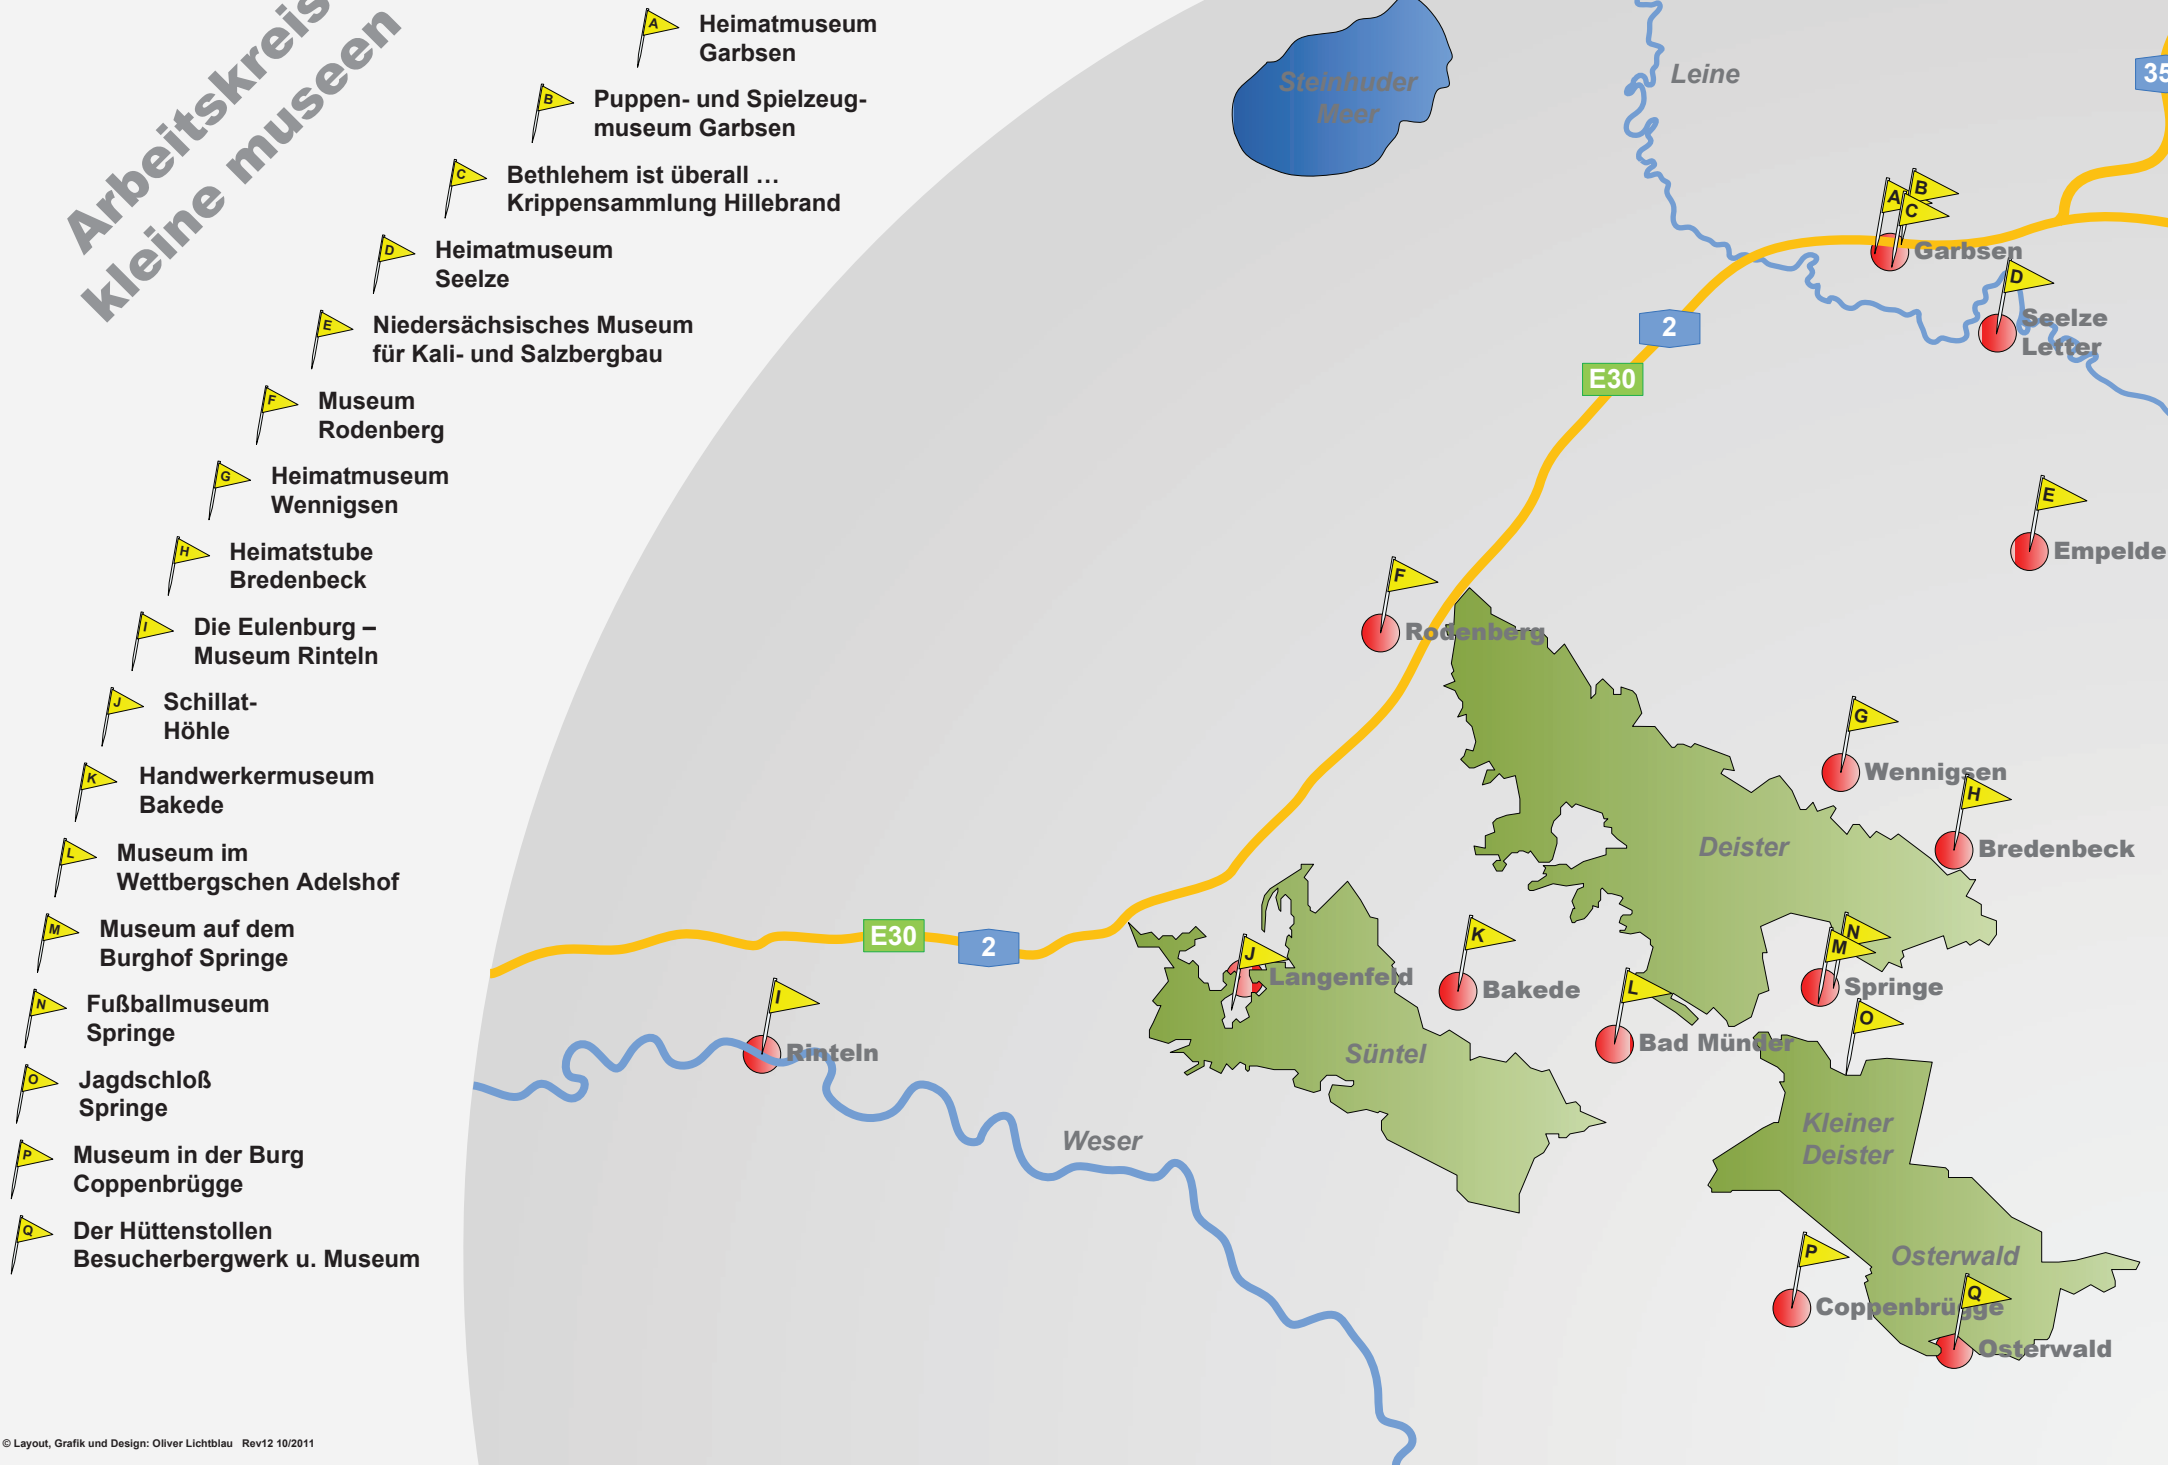 Arbeitskreis
kleine museen
A
Heimatmuseum
Garbsen
B
Puppen- und Spielzeug-
museum Garbsen
C
Bethlehem ist überall …
Krippensammlung Hillebrand
D
Heimatmuseum
Seelze
E
Niedersächsisches Museum
für Kali- und Salzbergbau
F
Museum
Rodenberg
G
Heimatmuseum
Wennigsen
H
Heimatstube
Bredenbeck
I
Die Eulenburg –
Museum Rinteln
J
Schillat-
Höhle
K
Handwerkermuseum
Bakede
L
Museum im
Wettbergschen Adelshof
M
Museum auf dem
Burghof Springe
N
Fußballmuseum
Springe
O
Jagdschloß
Springe
P
Museum in der Burg
Coppenbrügge
Q
Der Hüttenstollen
Besucherbergwerk u. Museum
© Layout, Grafik und Design: Oliver Lichtblau Rev12 10/2011
Steinhuder
Meer
Leine
35
A
B
C
Garbsen
D
Seelze
Letter
2
E30
E
Empelde
F
Rodenberg
G
Wennigsen
H
Bredenbeck
Deister
E30
2
I
Rinteln
J
Langenfeld
K
Bakede
L
Bad Münder
N
M
Springe
O
Süntel
Weser
Kleiner
Deister
P
Coppenbrügge
Osterwald
Q
Osterwald